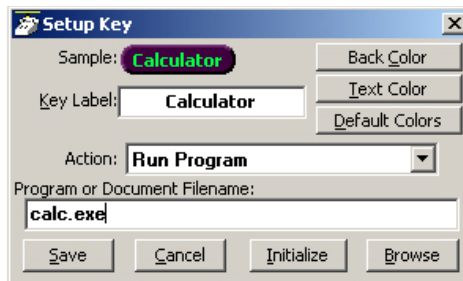 Setup Key
Sample: Calculator Back Color
Key Label: Calculator Text Color
Default Colors
Action: Run Program
Program or Document Filename:
calc.exe
Save Cancel Initialize Browse